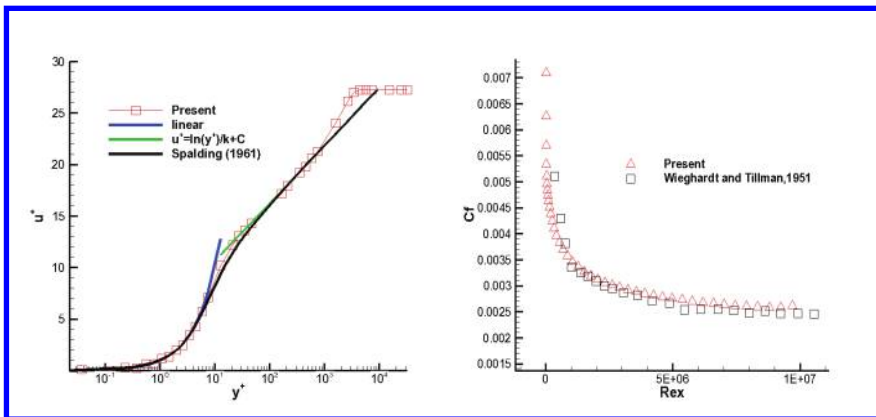 30
25
20
15
10
5
u+
Present
linear
u+=ln(y+)/k+C
Spalding (1961)
10-1
100
101
102
103
104
y+
0.007
0.0065
0.006
0.0055
0.005
0.0045
0.004
0.0035
0.003
0.0025
0.002
0.0015
Cf
Present
Wieghardt and Tillman,1951
0
5E+06
1E+07
Rex